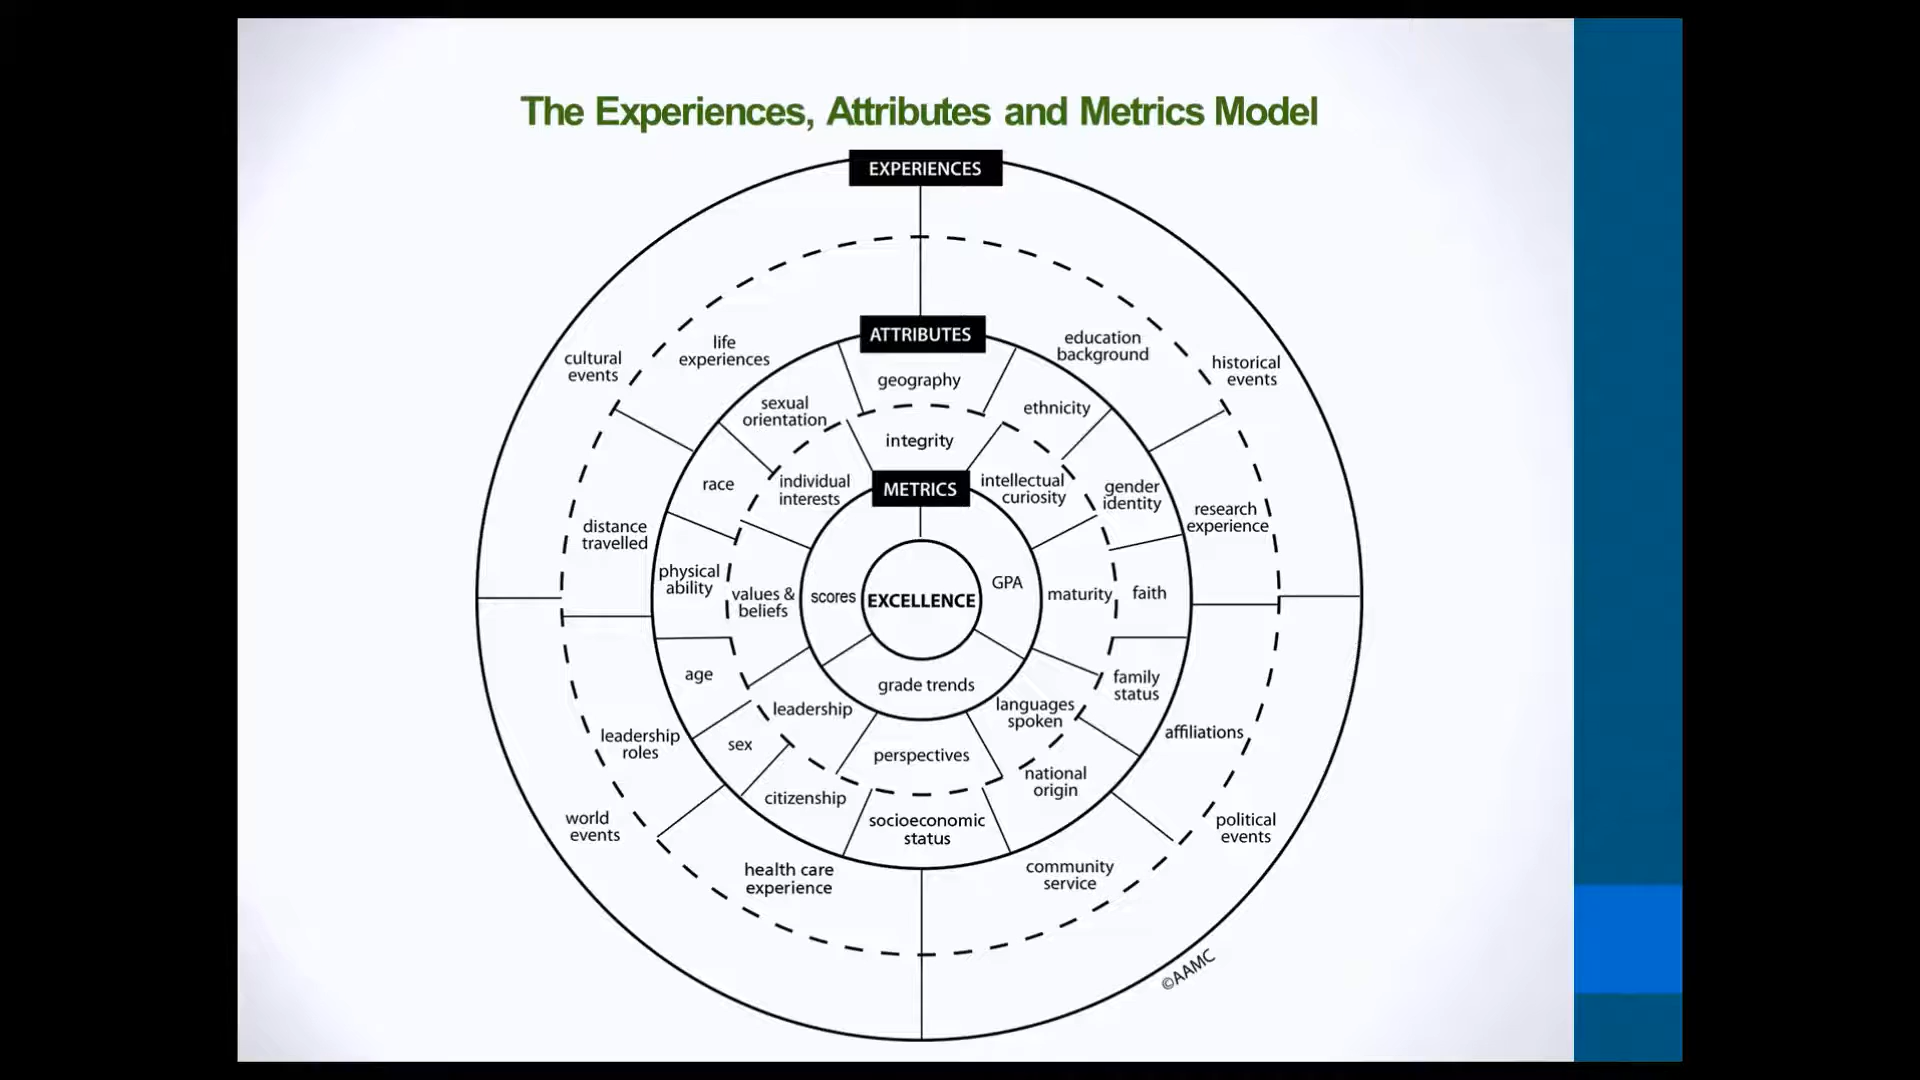 The Experiences, Attributes and Metrics Model
EXPERIENCES
cultural
events
historical
events
world
events
political
events
life
experiences
education
background
distance
travelled
research
experience
leadership
roles
affiliations
health care
experience
community
service
ATTRIBUTES
geography
sexual
orientation
ethnicity
race
gender
identity
physical
ability
faith
age
family
status
sex
national
origin
citizenship
socioeconomic
status
integrity
individual
interests
intellectual
curiosity
values &
beliefs
maturity
leadership
languages
spoken
perspectives
METRICS
scores
GPA
grade trends
EXCELLENCE
©AAMC